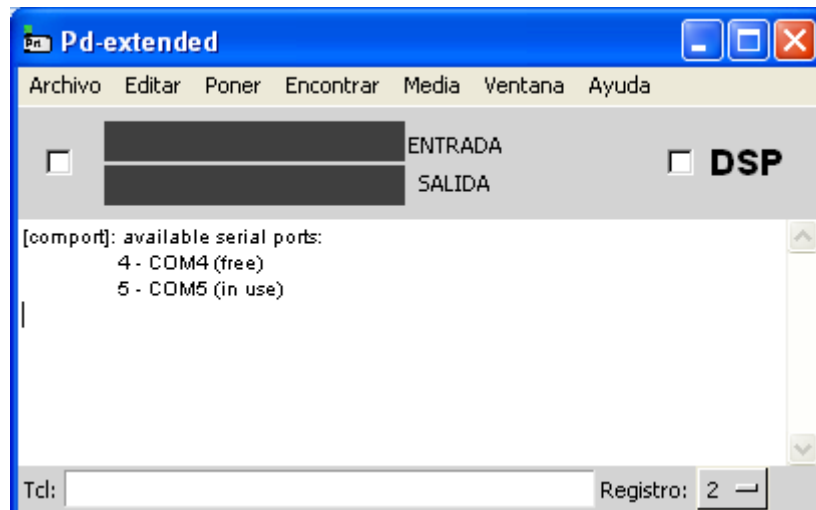 Pd-extended
Archivo Editar Poner Encontrar Media Ventana Ayuda
ENTRADA
SALIDA
DSP
[comport]: available serial ports:
4 - COM4 (free)
5 - COM5 (in use)
Tcl:
Registro: 2